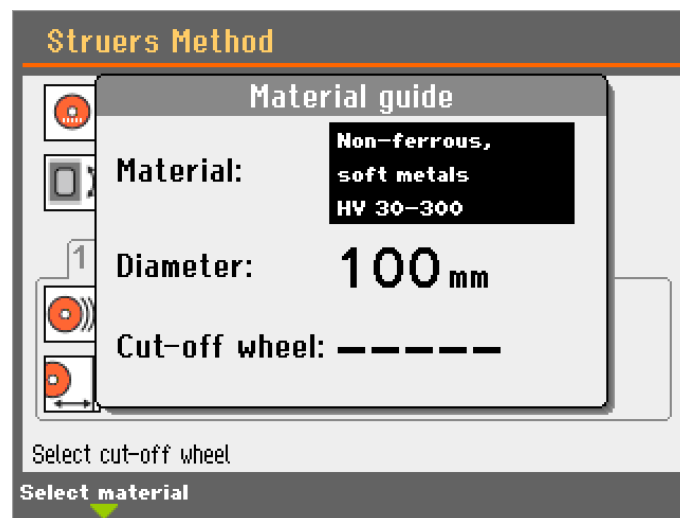 Struers Method
Material guide
Material:
Non-ferrous,
soft metals
HV 30-300
1
Diameter:
100 mm
Cut-off wheel: -----
Select cut-off wheel
Select material